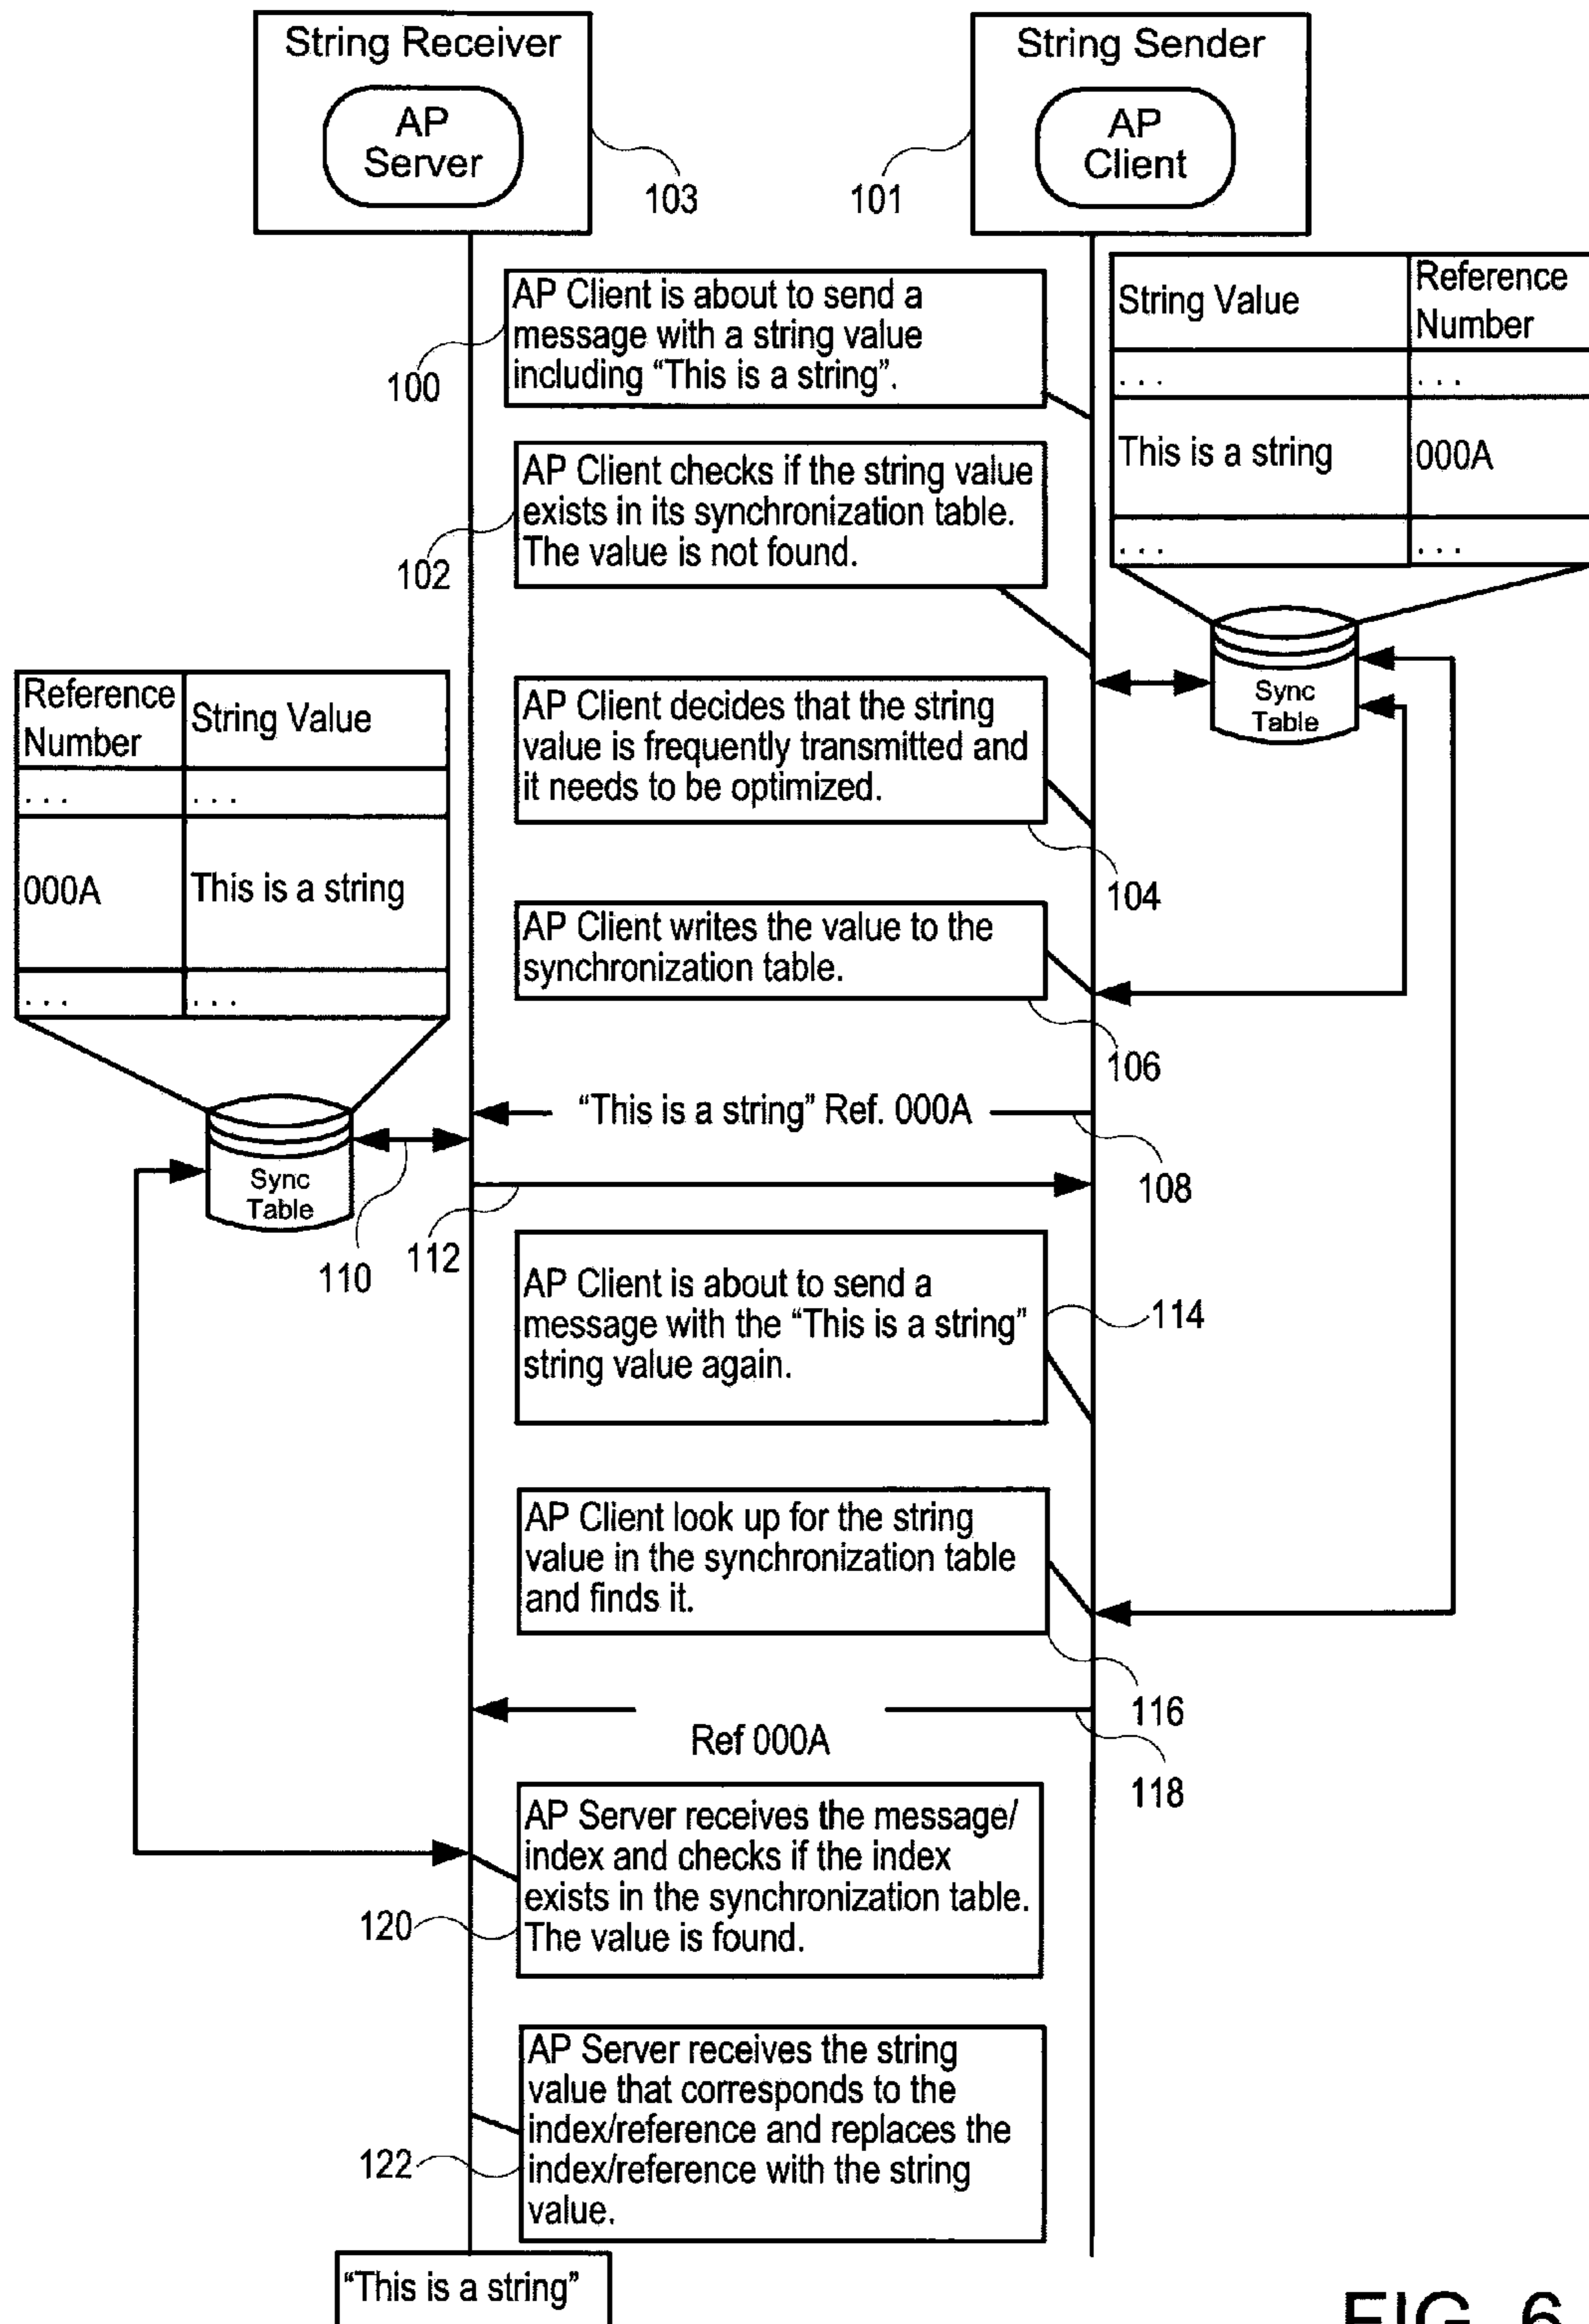 String Receiver
AP
Server
103
String Sender
AP
Client
101
AP Client is about to send a
message with a string value
including “This is a string”.
100
String Value
Reference
Number
. . .
. . .
This is a string
000A
. . .
. . .
AP Client checks if the string value
exists in its synchronization table.
The value is not found.
102
Sync
Table
Reference
Number
String Value
. . .
. . .
000A
This is a string
. . .
. . .
AP Client decides that the string
value is frequently transmitted and
it needs to be optimized.
104
AP Client writes the value to the
synchronization table.
106
“This is a string” Ref. 000A
108
Sync
Table
110
112
AP Client is about to send a
message with the “This is a string”
string value again.
114
AP Client look up for the string
value in the synchronization table
and finds it.
116
Ref 000A
118
AP Server receives the message/
index and checks if the index
exists in the synchronization table.
The value is found.
120
AP Server receives the string
value that corresponds to the
index/reference and replaces the
index/reference with the string
value.
122
“This is a string”
FIG. 6